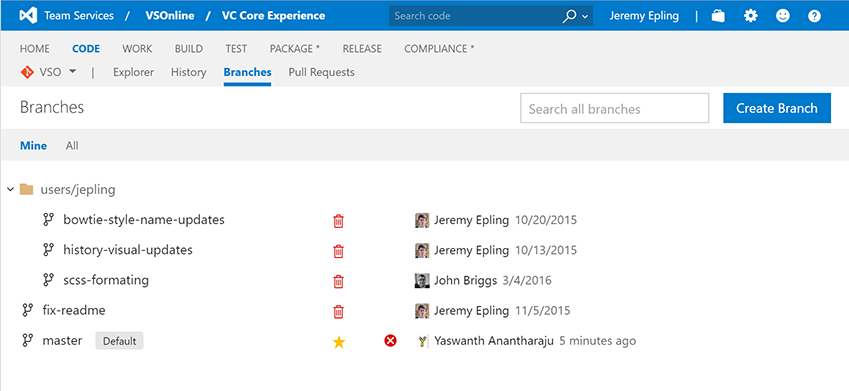 Team Services / VSOnline / VC Core Experience Search code Jeremy Epling |
HOME CODE WORK BUILD TEST PACKAGE * RELEASE COMPLIANCE *
VSO | Explorer History Branches Pull Requests
Branches Search all branches Create Branch
Mine All
users/jepling
bowtie-style-name-updates Jeremy Epling 10/20/2015
history-visual-updates Jeremy Epling 10/13/2015
scss-formating John Briggs 3/4/2016
fix-readme Jeremy Epling 11/5/2015
master Default Yaswanth Anantharaju 5 minutes ago